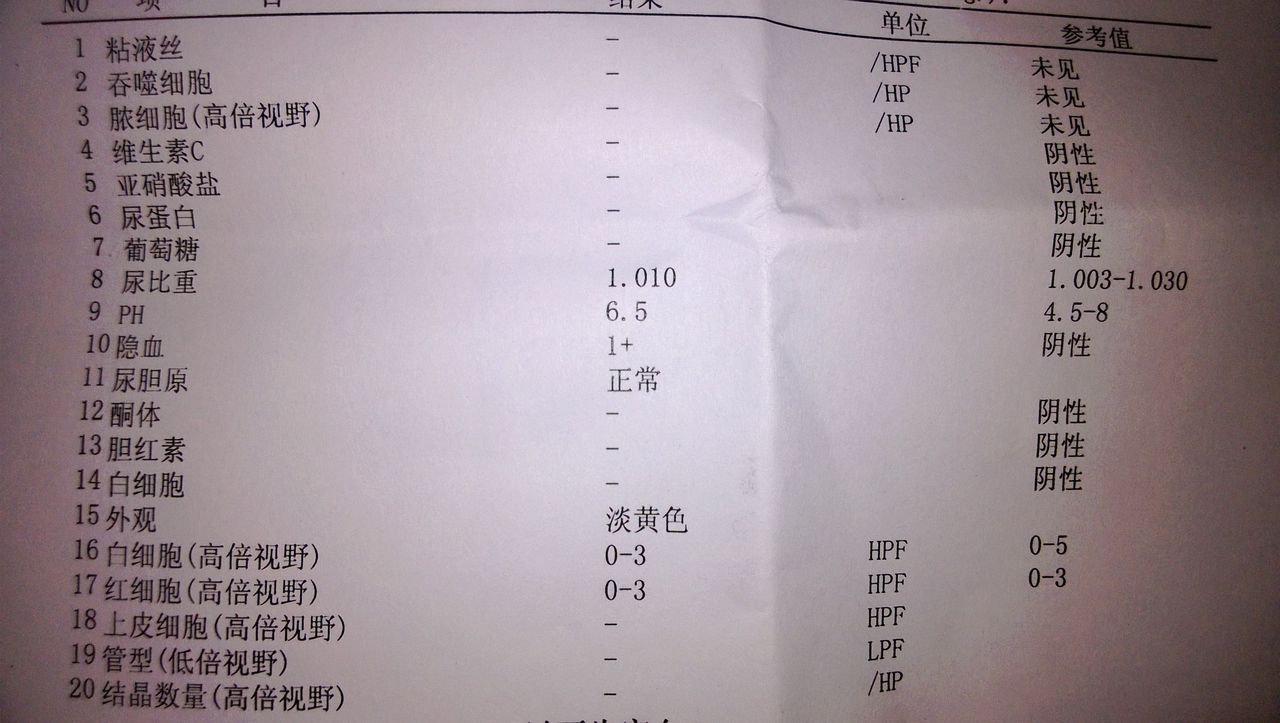 NO 项 目 结果
单位 参考值
1 粘液丝 - /HPF 未见
2 吞噬细胞 - /HP 未见
3 脓细胞(高倍视野) - /HP 未见
4 维生素C - 阴性
5 亚硝酸盐 - 阴性
6 尿蛋白 - 阴性
7 葡萄糖 - 阴性
8 尿比重 1.010 1.003-1.030
9 PH 6.5 4.5-8
10 隐血 1+ 阴性
11 尿胆原 正常
12 酮体 - 阴性
13 胆红素 - 阴性
14 白细胞 - 阴性
15 外观 淡黄色
16 白细胞(高倍视野) 0-3 HPF 0-5
17 红细胞(高倍视野) 0-3 HPF 0-3
18 上皮细胞(高倍视野) - HPF
19 管型(低倍视野) - LPF
20 结晶数量(高倍视野) - /HP